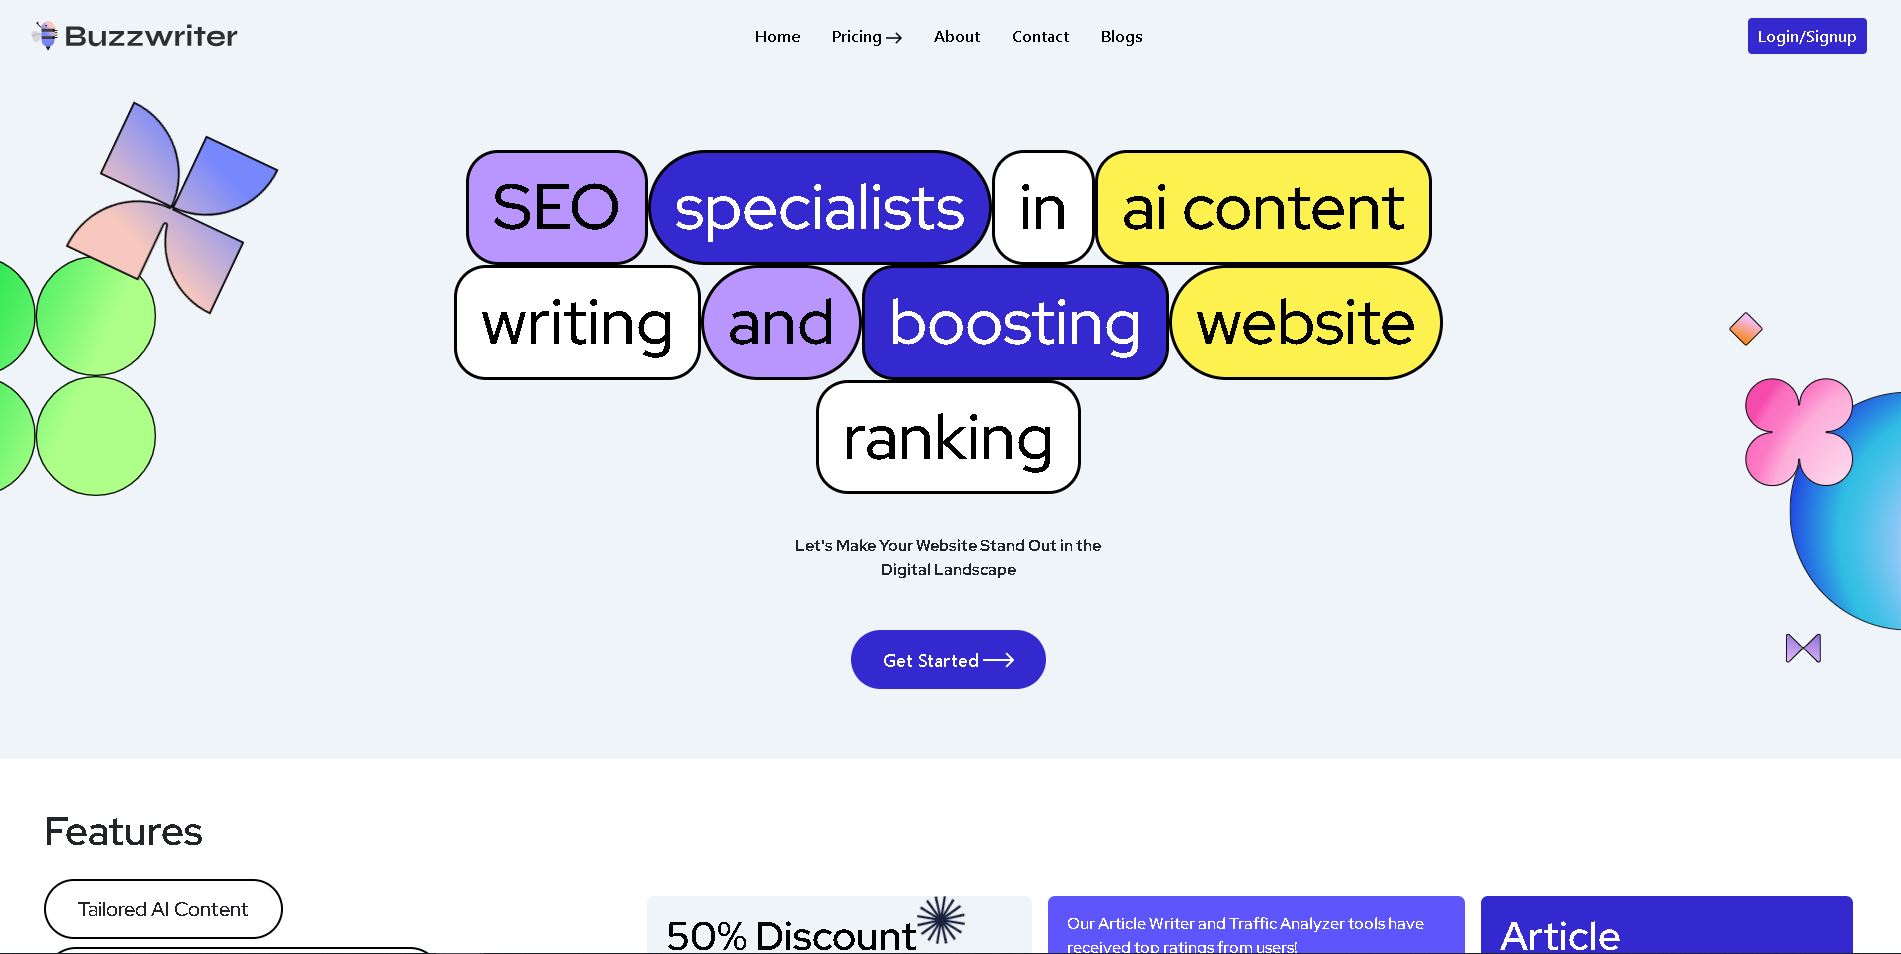 Buzzwriter
Home Pricing About Contact Blogs
Login/Signup
SEO specialists in ai content
writing and boosting website
ranking
Let's Make Your Website Stand Out in the
Digital Landscape
Get Started
Features
Tailored AI Content
50% Discount
Our Article Writer and Traffic Analyzer tools have
received top ratings from users!
Article